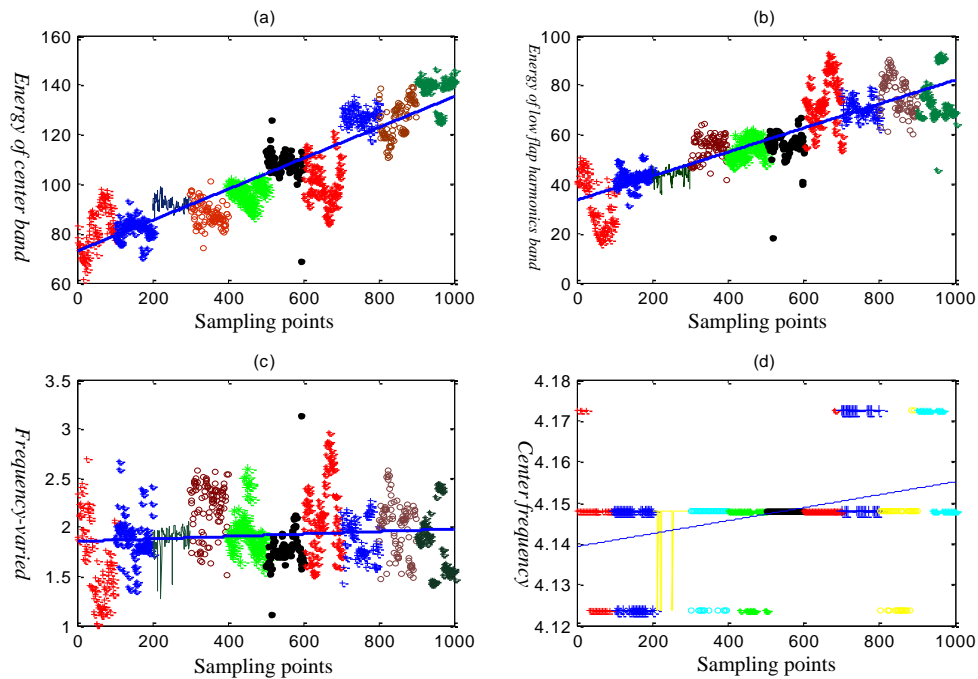 (a)
Energy of center band
160
140
120
100
80
60
0 200 400 600 800 1000
Sampling points
(b)
Energy of low flap harmonics band
100
80
60
40
20
0
0 200 400 600 800 1000
Sampling points
(c)
Frequency-varied
3.5
3
2.5
2
1.5
1
0 200 400 600 800 1000
Sampling points
(d)
Center frequency
4.18
4.17
4.16
4.15
4.14
4.13
4.12
0 200 400 600 800 1000
Sampling points